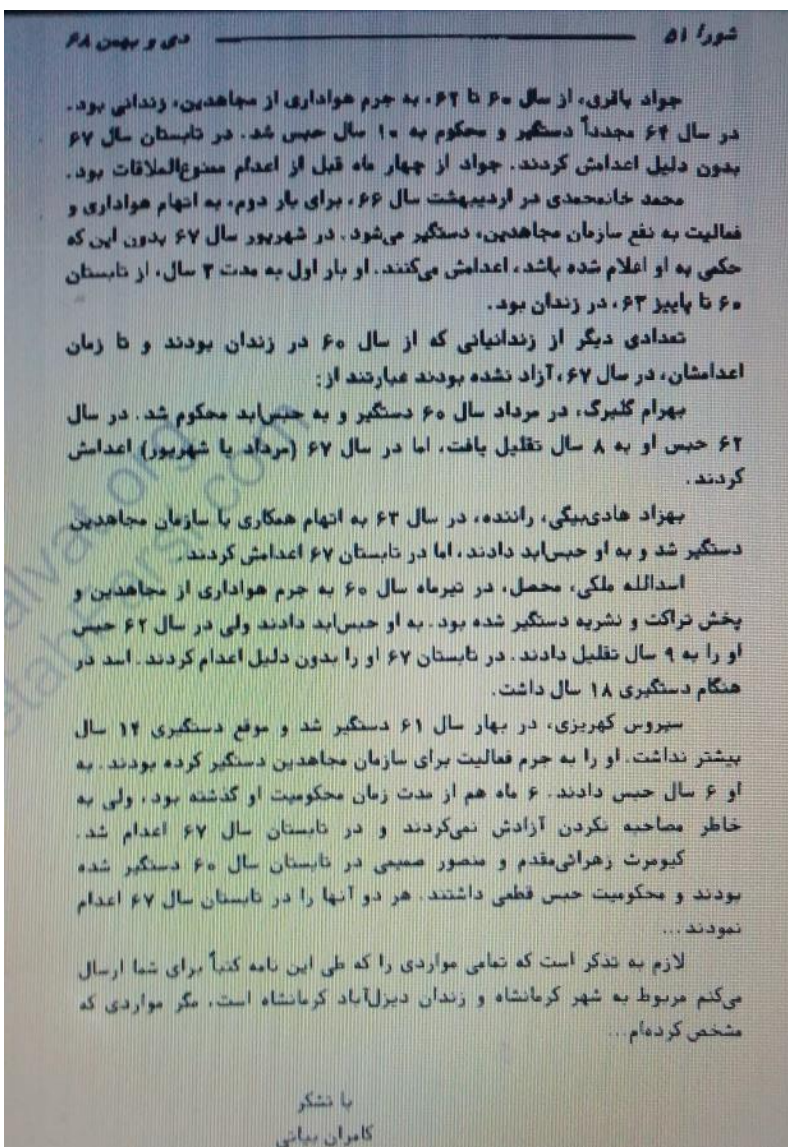 شورا/ ۵۱ دی و بهمن ۶۸
جواد باقری، از سال ۶۰ تا ۶۲، به جرم هواداری از مجاهدین، زندانی بود.
در سال ۶۴ مجدداً دستگیر و محکوم به ۱۰ سال حبس شد. در تابستان سال ۶۷
بدون دلیل اعدامش کردند. جواد از چهار ماه قبل از اعدام ممنوع‌الملاقات بود.
محمد خانمحمدی در اردیبهشت سال ۶۶، برای بار دوم، به اتهام هواداری و
فعالیت به نفع سازمان مجاهدین، دستگیر می‌شود. در شهریور سال ۶۷ بدون این که
حکمی به او اعلام شده باشد، اعدامش می‌کنند. او بار اول به مدت ۳ سال، از تابستان
۶۰ تا پاییز ۶۳، در زندان بود.
تعدادی دیگر از زندانیانی که از سال ۶۰ در زندان بودند و تا زمان
اعدامشان، در سال ۶۷، آزاد نشده بودند عبارتند از:
بهرام گلبرگ، در مرداد سال ۶۰ دستگیر و به حبس‌ابد محکوم شد. در سال
۶۲ حبس او به ۸ سال تقلیل یافت، اما در سال ۶۷ (مرداد یا شهریور) اعدامش
کردند.
بهزاد هادی‌بیگی، راننده، در سال ۶۳ به اتهام همکاری با سازمان مجاهدین
دستگیر شد و به او حبس‌ابد دادند، اما در تابستان ۶۷ اعدامش کردند.
اسدالله ملکی، محصل، در تیرماه سال ۶۰ به جرم هواداری از مجاهدین و
پخش تراکت و نشریه دستگیر شده بود. به او حبس‌ابد دادند ولی در سال ۶۲ حبس
او را به ۹ سال تقلیل دادند. در تابستان ۶۷ او را بدون دلیل اعدام کردند. اسد در
هنگام دستگیری ۱۸ سال داشت.
سیروس کهریزی، در بهار سال ۶۱ دستگیر شد و موقع دستگیری ۱۴ سال
بیشتر نداشت. او را به جرم فعالیت برای سازمان مجاهدین دستگیر کرده بودند. به
او ۶ سال حبس دادند. ۶ ماه هم از مدت زمان محکومیت او گذشته بود، ولی به
خاطر مصاحبه نکردن آزادش نمی‌کردند و در تابستان سال ۶۷ اعدام شد.
کیومرث زهرائی‌مقدم و منصور صمیمی در تابستان سال ۶۰ دستگیر شده
بودند و محکومیت حبس قطعی داشتند. هر دو آنها را در تابستان سال ۶۷ اعدام
نمودند...
لازم به تذکر است که تمامی مواردی را که طی این نامه کتباً برای شما ارسال
می‌کنم مربوط به شهر کرمانشاه و زندان دیزل‌آباد کرمانشاه است، مگر مواردی که
مشخص کرده‌ام...
با تشکر
کامران بیاتی